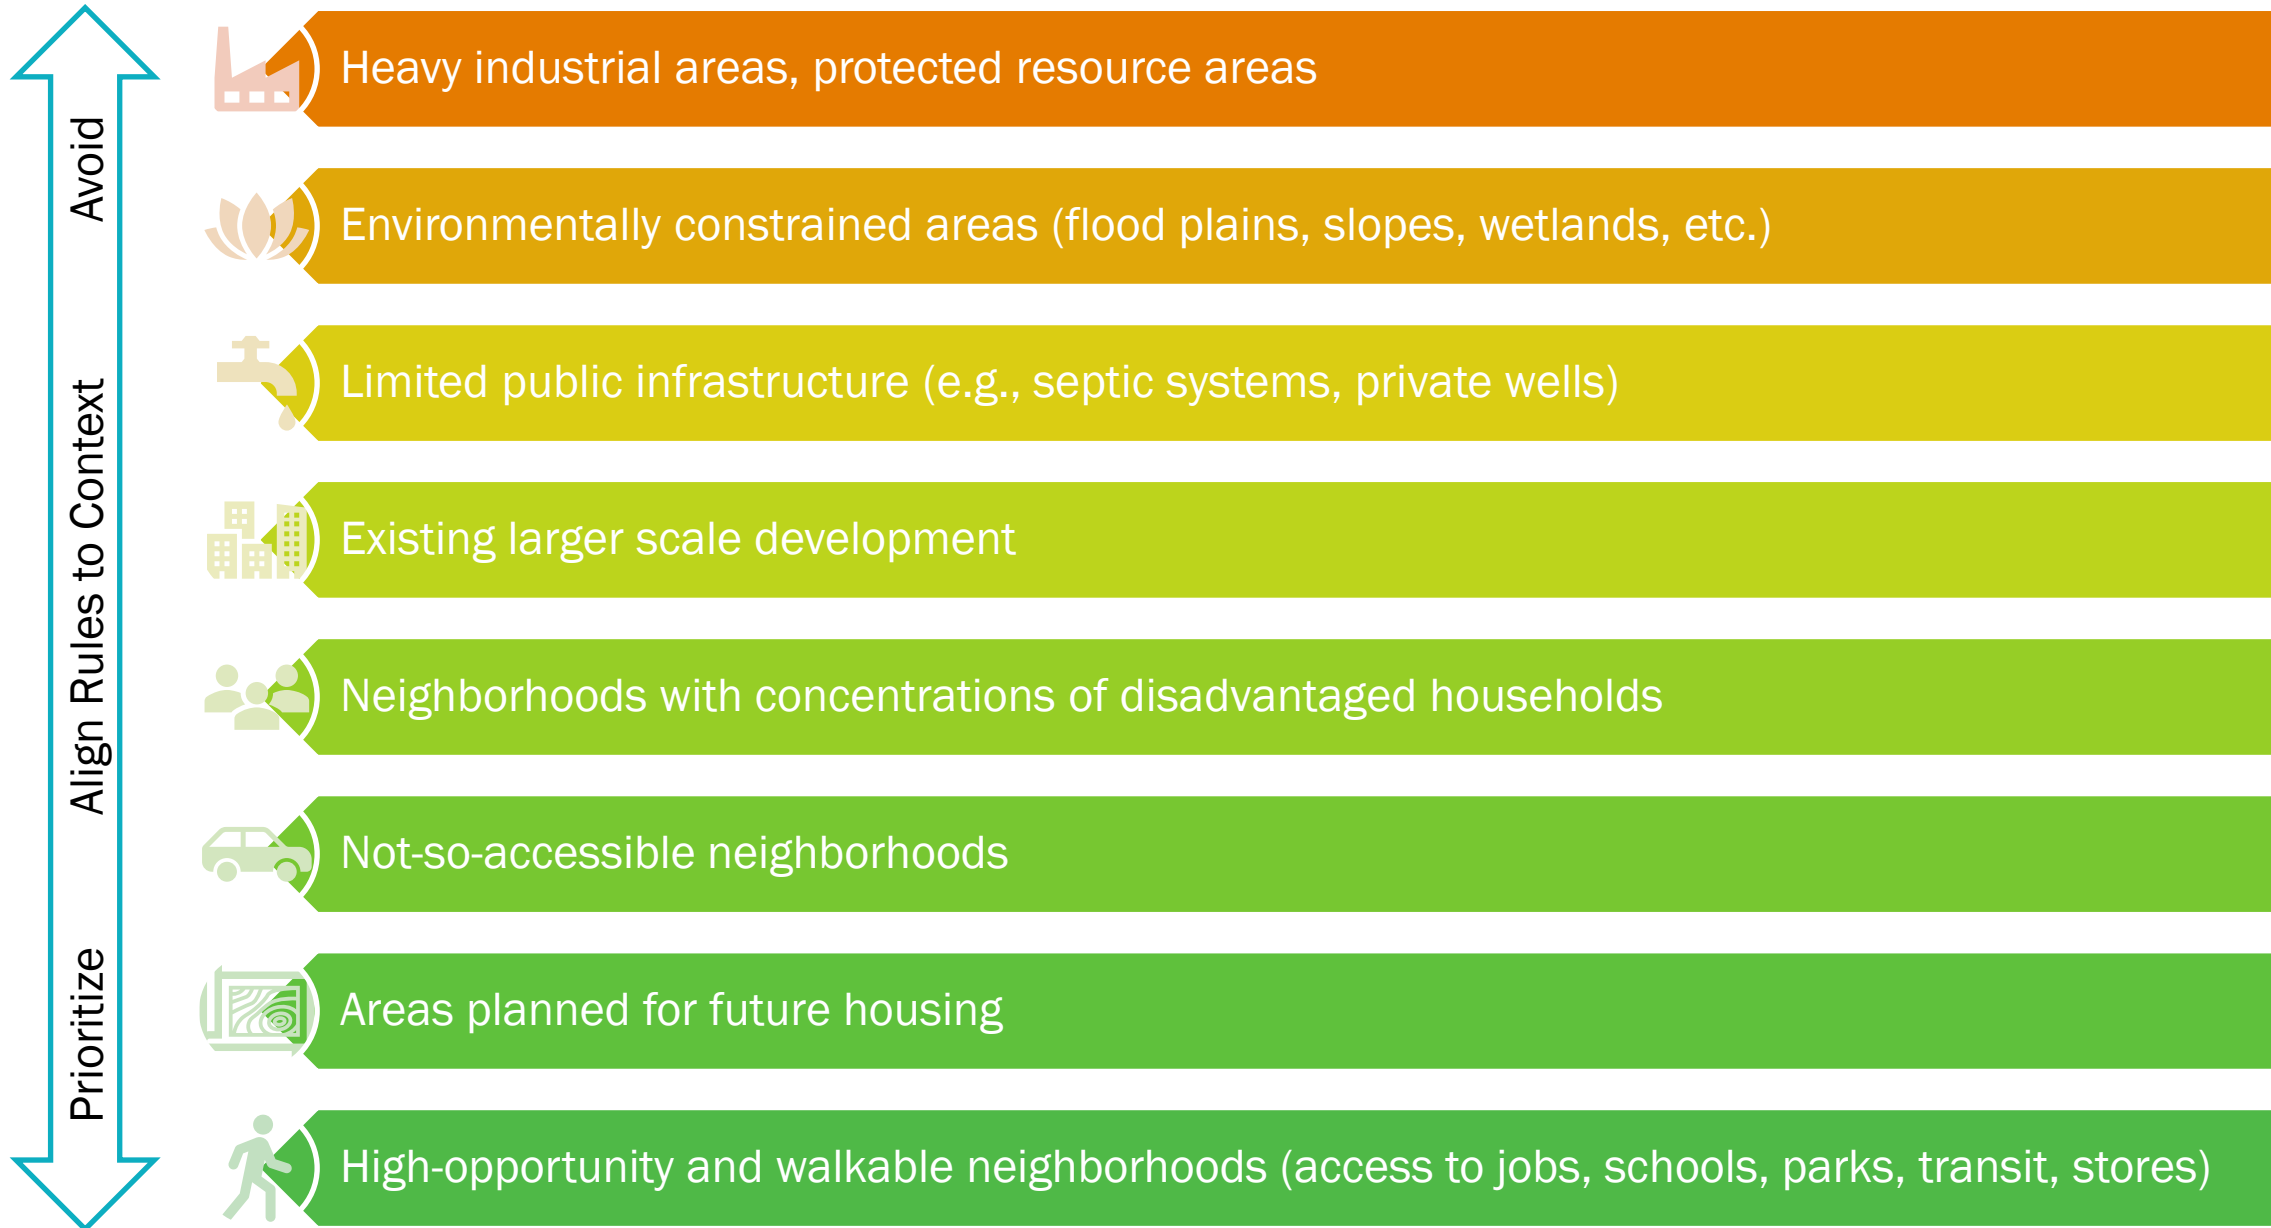 Avoid
Align Rules to Context
Prioritize
Heavy industrial areas, protected resource areas
Environmentally constrained areas (flood plains, slopes, wetlands, etc.)
Limited public infrastructure (e.g., septic systems, private wells)
Existing larger scale development
Neighborhoods with concentrations of disadvantaged households
Not-so-accessible neighborhoods
Areas planned for future housing
High-opportunity and walkable neighborhoods (access to jobs, schools, parks, transit, stores)